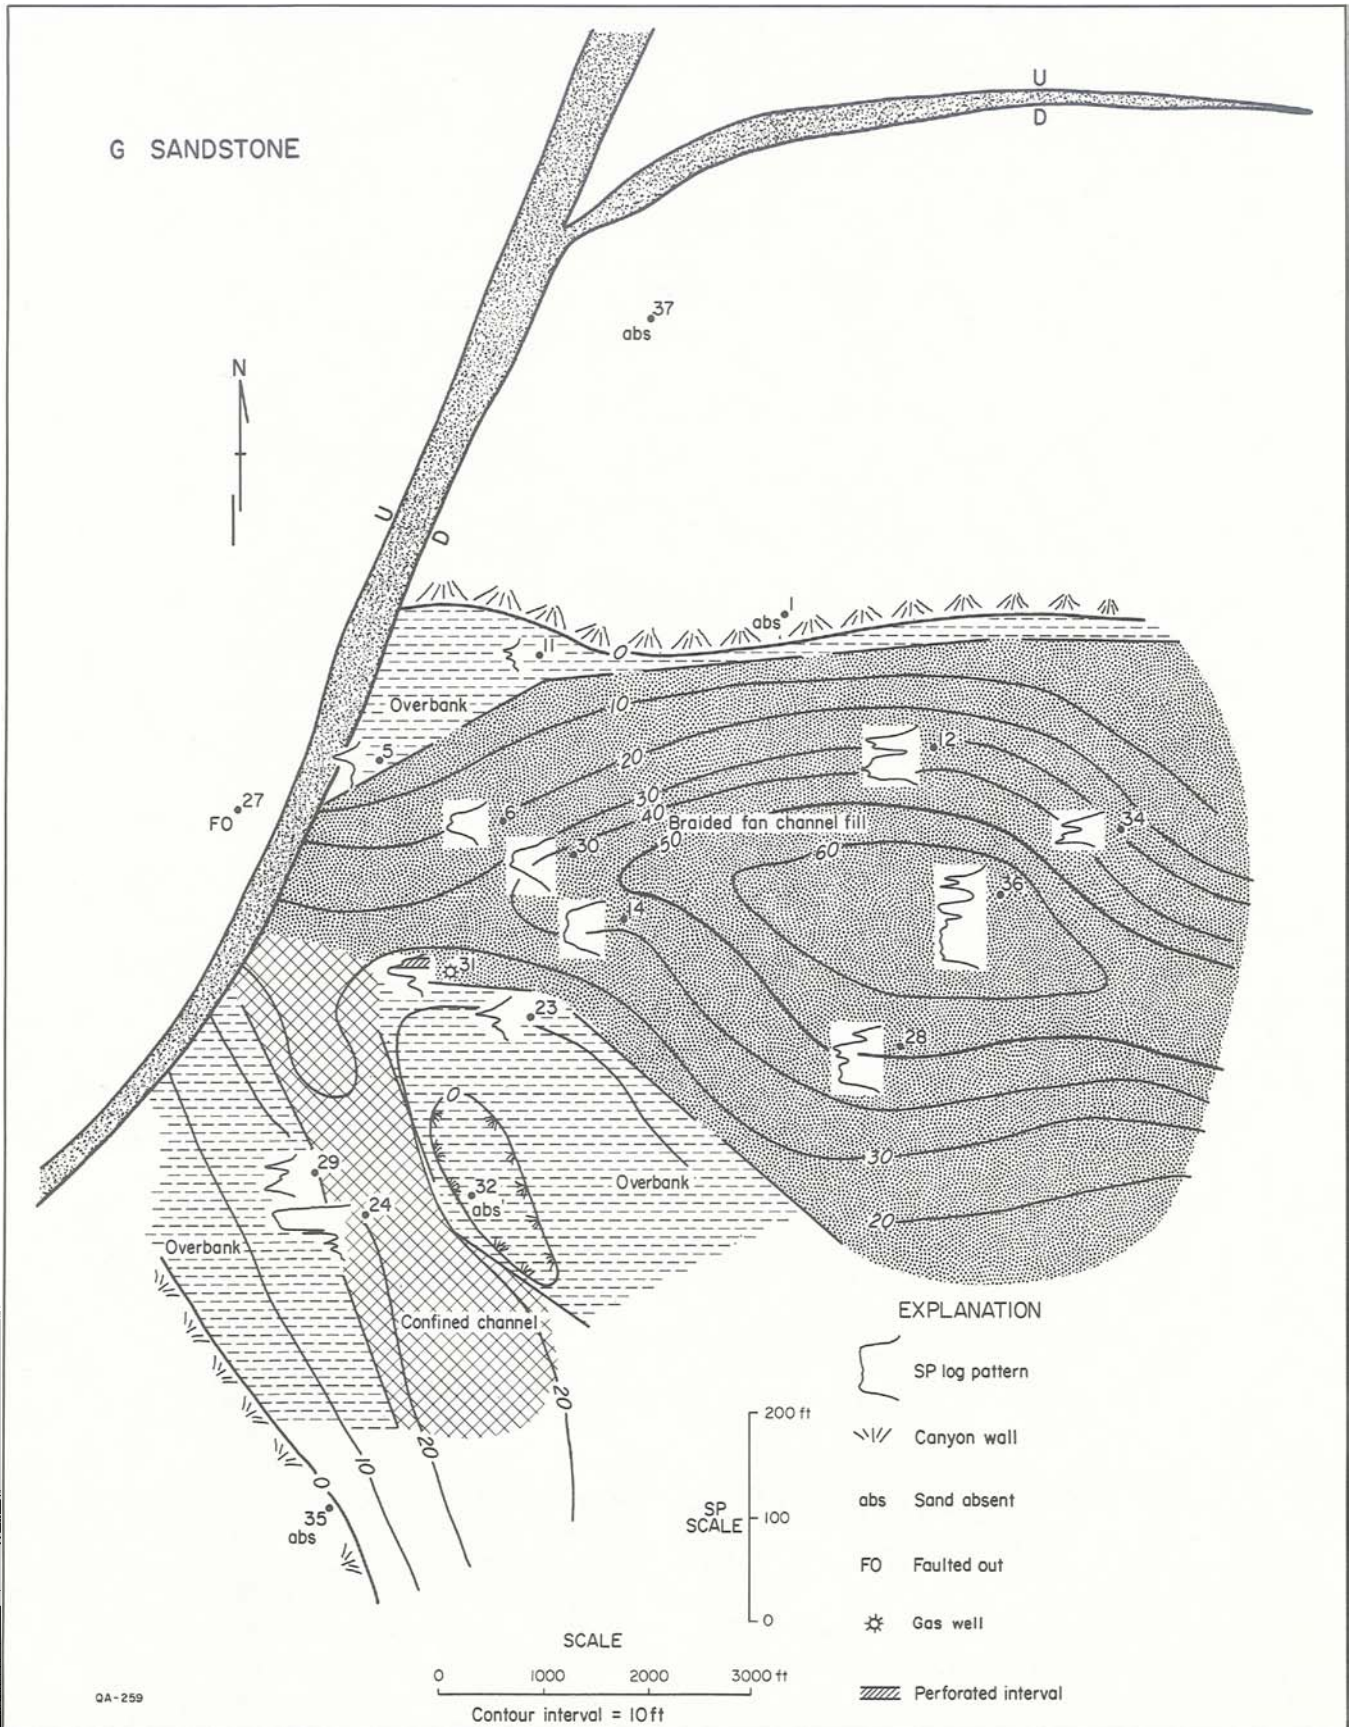 U
D
G SANDSTONE
37
abs
N
U
D
1
abs
11
0
Overbank
10
5
12
20
27
FO
30
6
40
Braided fan channel fill
34
50
30
60
36
14
31
23
28
0
29
30
32
abs
Overbank
24
20
Overbank
Confined channel
20
20
10
0
35
abs
EXPLANATION
SP log pattern
Canyon wall
abs Sand absent
FO Faulted out
Gas well
Perforated interval
200 ft
SP
SCALE
100
0
SCALE
0 1000 2000 3000 ft
Contour interval = 10 ft
QA-259